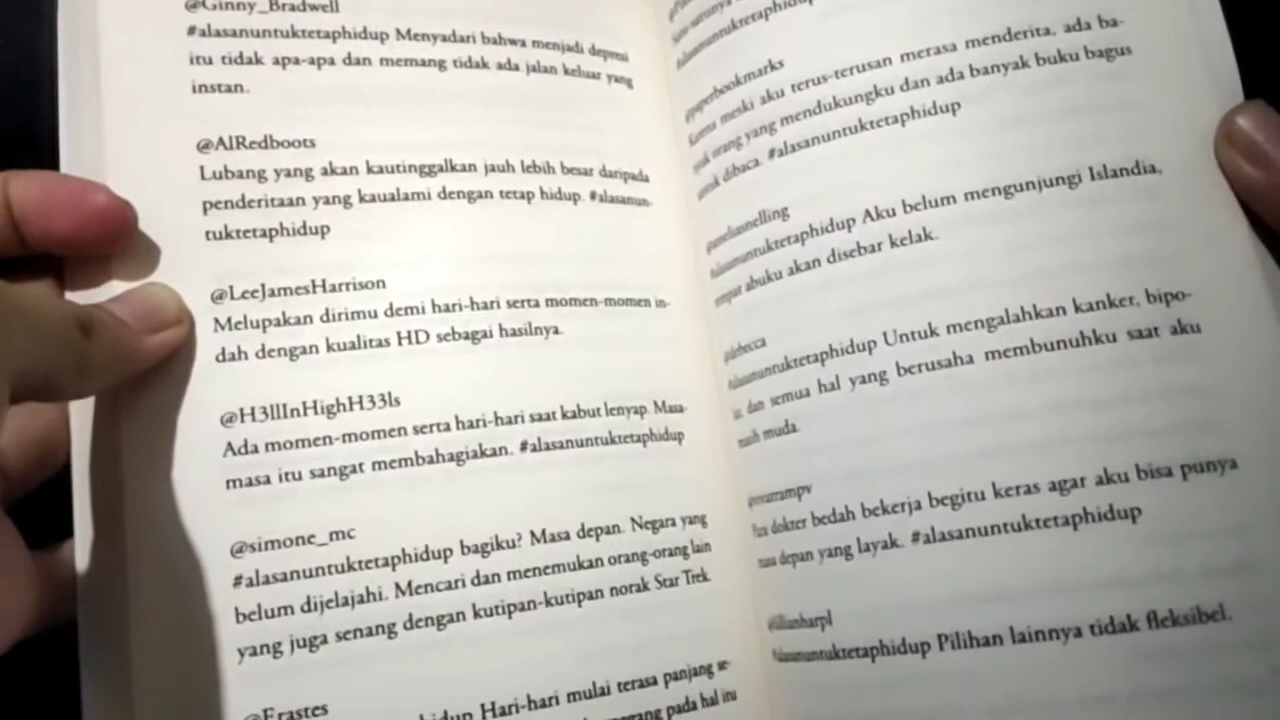 @Ginny_Bradwell
#alasanuntuktetaphidup Menyadari bahwa menjadi depresi
itu tidak apa-apa dan memang tidak ada jalan keluar yang
instan.
@AlRedboots
Lubang yang akan kautinggalkan jauh lebih besar daripada
penderitaan yang kaualami dengan tetap hidup. #alasanun-
tuktetaphidup
@LeeJamesHarrison
Melupakan dirimu demi hari-hari serta momen-momen in-
dah dengan kualitas HD sebagai hasilnya.
@H3llInHighH33ls
Ada momen-momen serta hari-hari saat kabut lenyap. Masa-
masa itu sangat membahagiakan. #alasanuntuktetaphidup
@simone_mc
#alasanuntuktetaphidup bagiku? Masa depan. Negara yang
belum dijelajahi. Mencari dan menemukan orang-orang lain
yang juga senang dengan kutipan-kutipan norak Star Trek.
@Erastes
Hari-hari mulai terasa panjang se-
pada hal itu
#alasanuntuktetaphidup
Karena meski aku terus-terusan merasa menderita, ada ba-
nyak orang yang mendukungku dan ada banyak buku bagus
untuk dibaca. #alasanuntuktetaphidup
#alasanuntuktetaphidup Aku belum mengunjungi Islandia,
tempat abuku akan disebar kelak.
#alasanuntuktetaphidup Untuk mengalahkan kanker, bipo-
lar, dan semua hal yang berusaha membunuhku saat aku
masih muda.
Para dokter bedah bekerja begitu keras agar aku bisa punya
masa depan yang layak. #alasanuntuktetaphidup
#alasanuntuktetaphidup Pilihan lainnya tidak fleksibel.